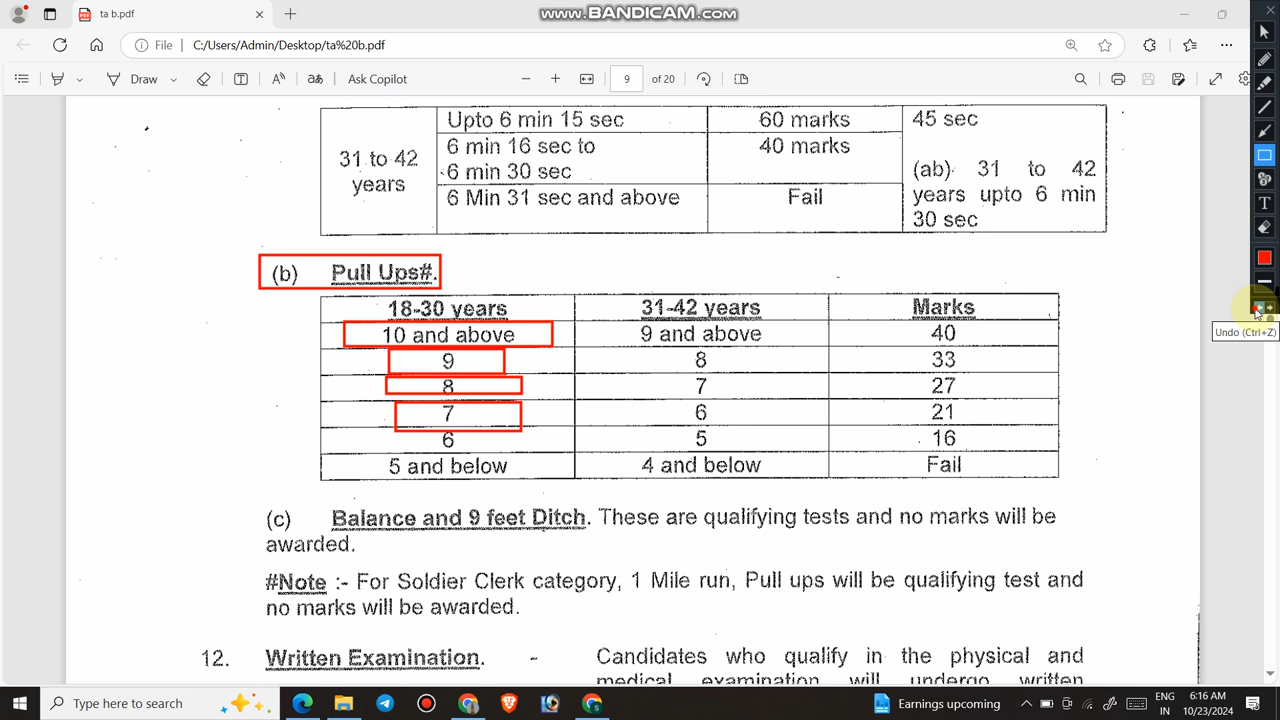 ta b.pdf
www.BANDICAM.com
File
C:/Users/Admin/Desktop/ta%20b.pdf
Draw
Ask Copilot
9
of 20
31 to 42
years
Upto 6 min 15 sec
60 marks
6 min 16 sec to
6 min 30 sec
40 marks
6 Min 31 sec and above
Fail
45 sec
(ab) 31 to 42
years upto 6 min
30 sec
(b) Pull Ups#.
18-30 years 31-42 years Marks
10 and above 9 and above 40
9 8 33
8 7 27
7 6 21
6 5 16
5 and below 4 and below Fail
(c) Balance and 9 feet Ditch. These are qualifying tests and no marks will be
awarded.
#Note :- For Soldier Clerk category, 1 Mile run, Pull ups will be qualifying test and
no marks will be awarded.
12. Written Examination. - Candidates who qualify in the physical and
medical examination will undergo written
Undo (Ctrl+Z)
Type here to search
Earnings upcoming
ENG
IN
6:16 AM
10/23/2024